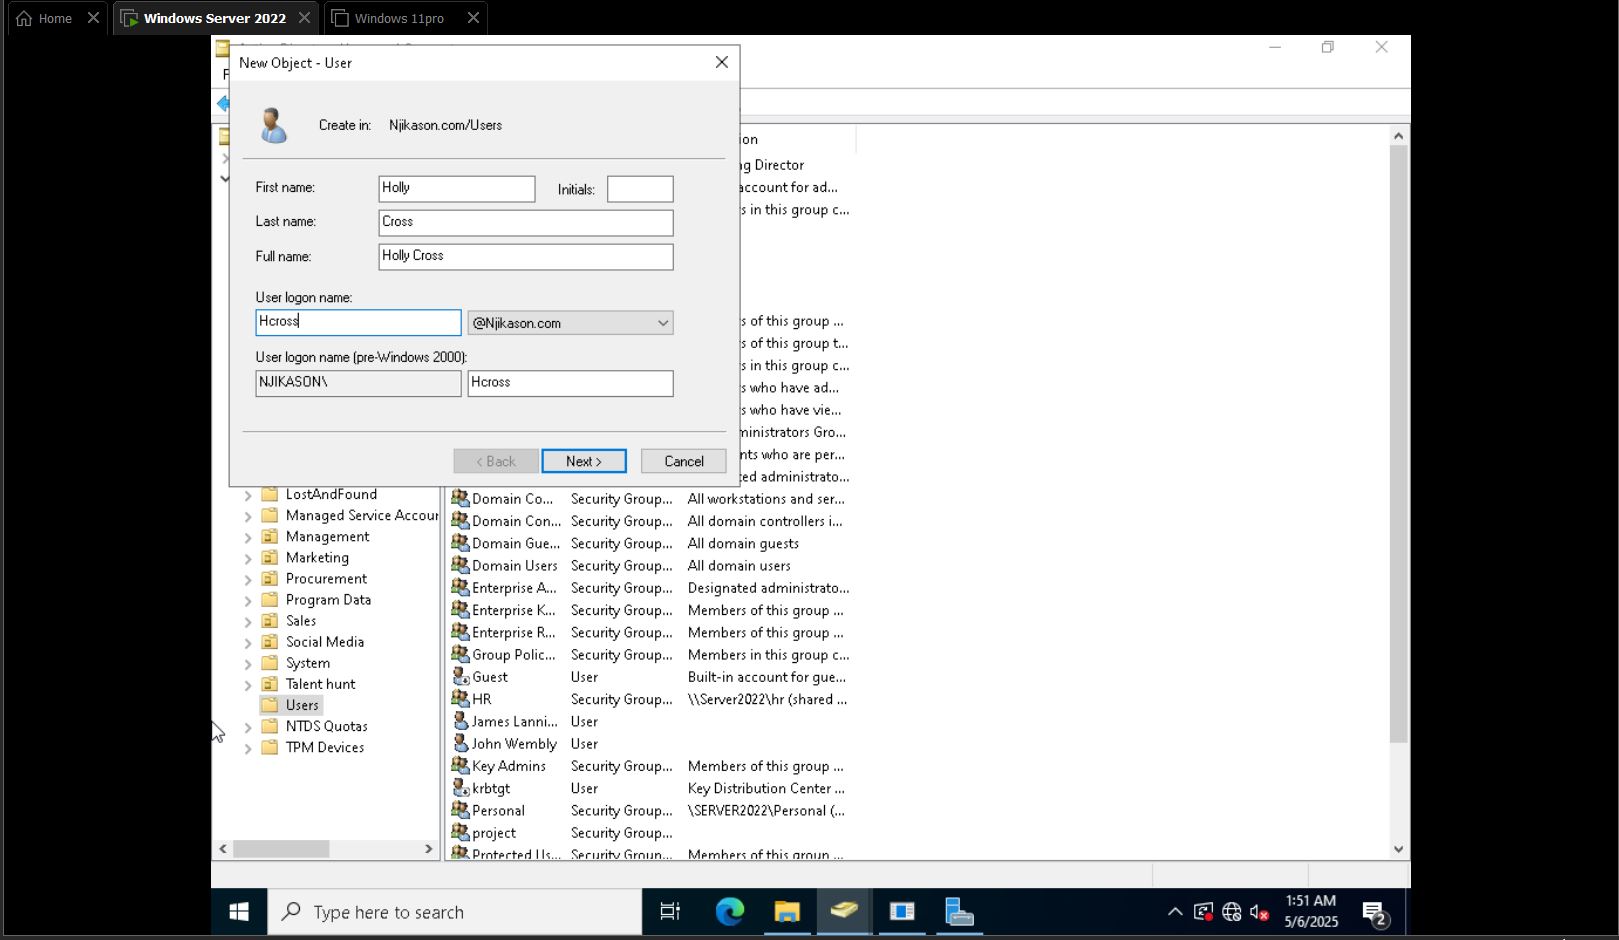 Home
Windows Server 2022
Windows 11pro
New Object - User
F
Create in: Njikason.com/Users
First name: Holly Initials:
Last name: Cross
Full name: Holly Cross
User logon name:
Hcross @Njikason.com
User logon name (pre-Windows 2000):
NJIKASON\ Hcross
< Back Next > Cancel
ion
ng Director
account for ad...
s in this group c...
s of this group ...
s of this group t...
s in this group c...
s who have ad...
s who have vie...
ministrators Gro...
nts who are per...
ted administrato...
LostAndFound
Managed Service Accour
Management
Marketing
Procurement
Program Data
Sales
Social Media
System
Talent hunt
Users
NTDS Quotas
TPM Devices
Domain Co... Security Group... All workstations and ser...
Domain Con... Security Group... All domain controllers i...
Domain Gue... Security Group... All domain guests
Domain Users Security Group... All domain users
Enterprise A... Security Group... Designated administrato...
Enterprise K... Security Group... Members of this group ...
Enterprise R... Security Group... Members of this group ...
Group Polic... Security Group... Members in this group c...
Guest User Built-in account for gue...
HR Security Group... \\Server2022\hr (shared ...
James Lanni... User
John Wembly User
Key Admins Security Group... Members of this group ...
krbtgt User Key Distribution Center ...
Personal Security Group... \SERVER2022\Personal (...
project Security Group...
Protected Us... Security Group... Members of this group ...
Type here to search
1:51 AM
5/6/2025
2